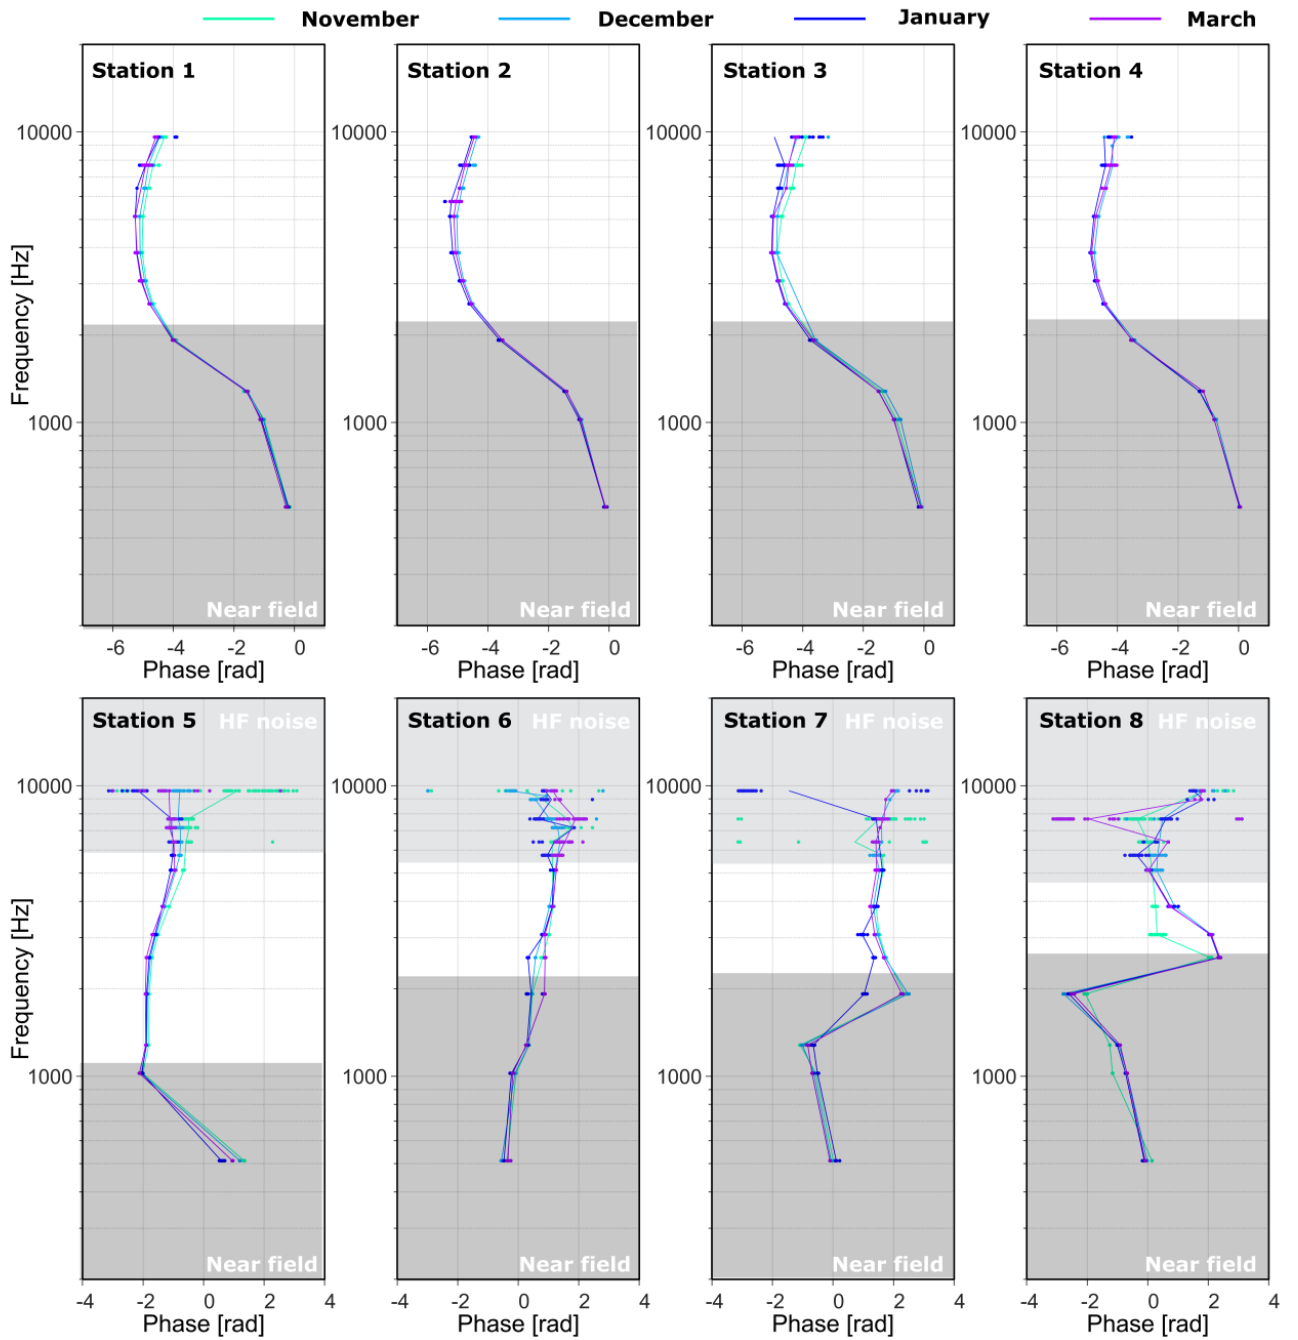 November December January March
Station 1 Station 2 Station 3 Station 4
10000 10000 10000 10000
Frequency [Hz]
1000 1000 1000 1000
Near field Near field Near field Near field
-6 -4 -2 0 -6 -4 -2 0 -6 -4 -2 0 -6 -4 -2 0
Phase [rad] Phase [rad] Phase [rad] Phase [rad]
Station 5 HF noise Station 6 HF noise Station 7 HF noise Station 8 HF noise
10000 10000 10000 10000
Frequency [Hz]
1000 1000 1000 1000
Near field Near field Near field Near field
-4 -2 0 2 4 -4 -2 0 2 4 -4 -2 0 2 4 -4 -2 0 2 4
Phase [rad] Phase [rad] Phase [rad] Phase [rad]